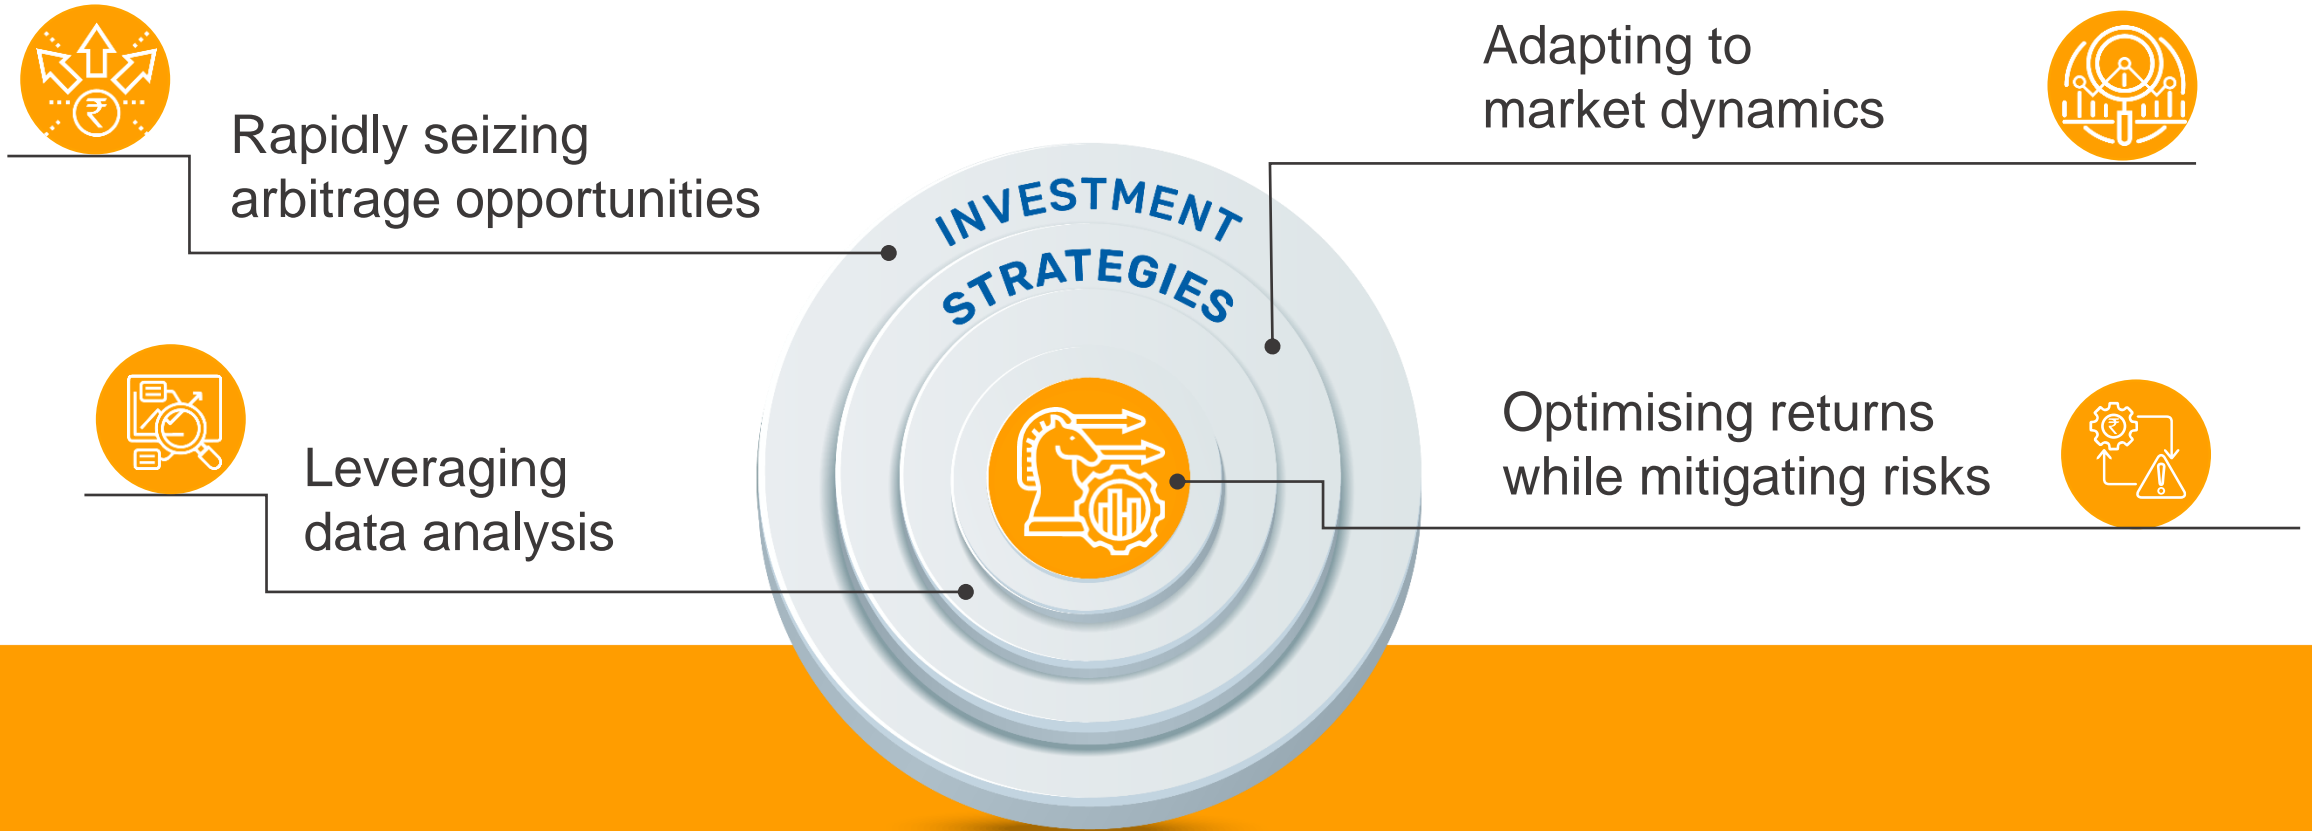 Rapidly seizing
arbitrage opportunities
Adapting to
market dynamics
INVESTMENT
STRATEGIES
Leveraging
data analysis
Optimising returns
while mitigating risks
₹
₹